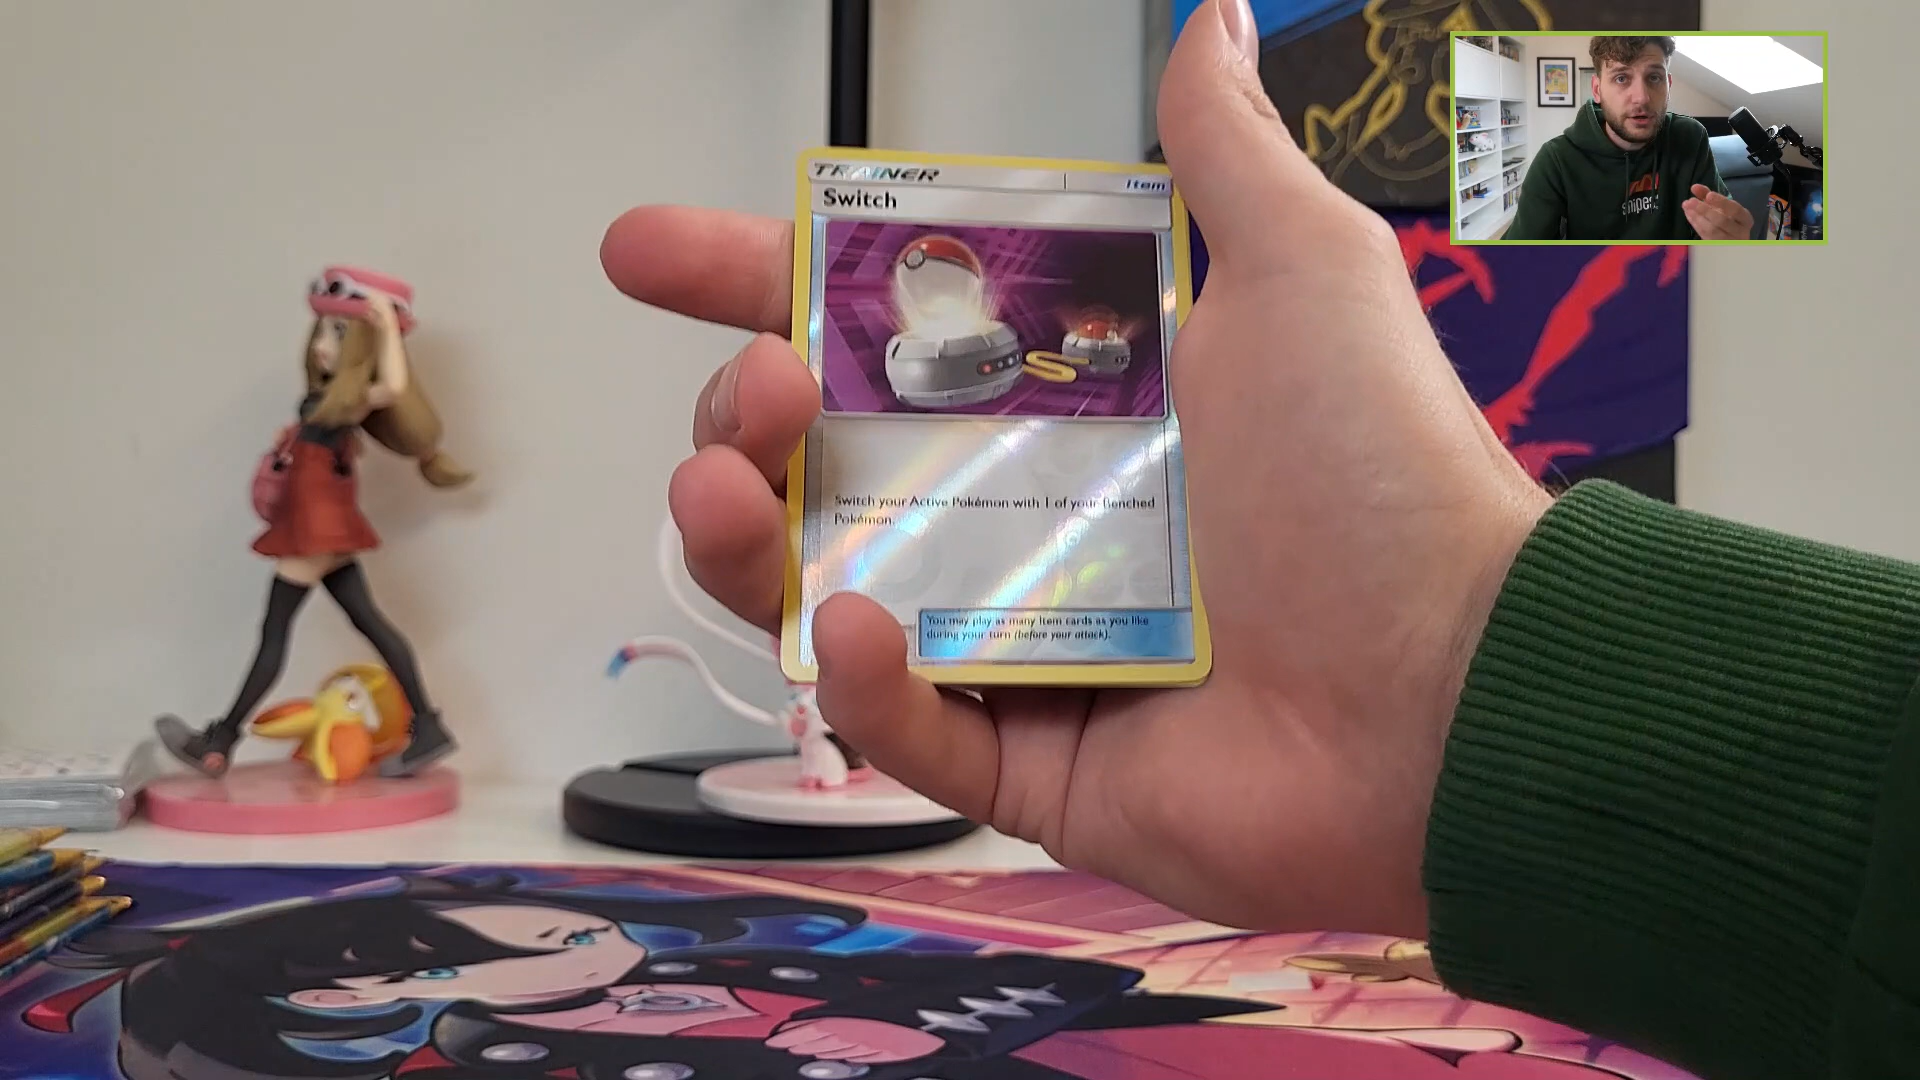 TRAINER
Item
Switch
Switch your Active Pokémon with 1 of your Benched
Pokémon.
You may play as many Item cards as you like
during your turn (before your attack).
snipes